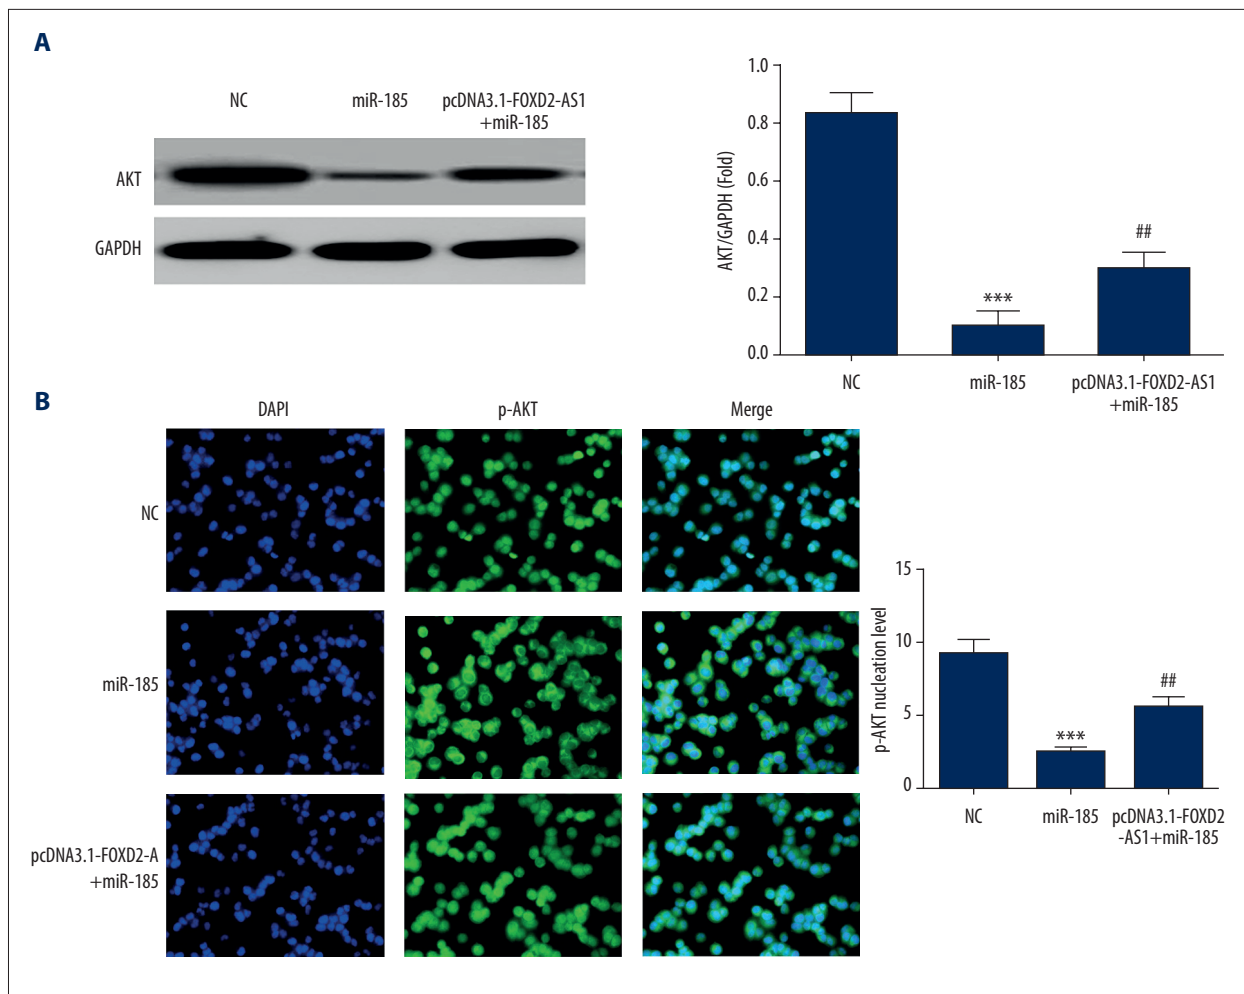 A
NC
miR-185
pcDNA3.1-FOXD2-AS1
+miR-185
AKT
GAPDH
AKT/GAPDH (Fold)
1.0
0.8
0.6
0.4
0.2
0.0
***
##
NC
miR-185
pcDNA3.1-FOXD2-AS1
+miR-185
B
DAPI
p-AKT
Merge
NC
miR-185
pcDNA3.1-FOXD2-A
+miR-185
p-AKT nucleation level
15
10
5
0
***
##
NC
miR-185
pcDNA3.1-FOXD2
-AS1+miR-185